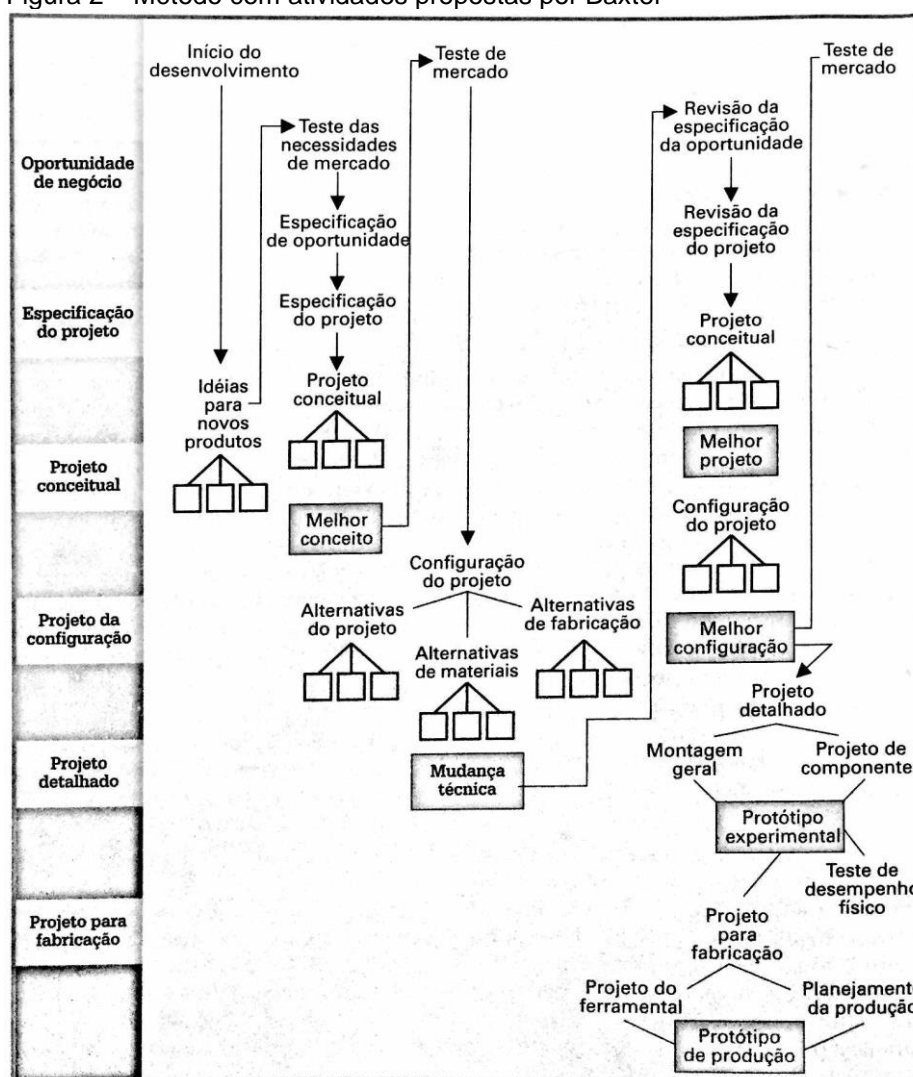 Figura 2 – Método com atividades propostas por Baxter
Oportunidade
de negócio
Especificação
do projeto
Projeto
conceitual
Projeto da
configuração
Projeto
detalhado
Projeto para
fabricação
Início do
desenvolvimento
Idéias
para
novos
produtos
Teste das
necessidades
de mercado
Especificação
de oportunidade
Especificação
do projeto
Projeto
conceitual
Melhor
conceito
Teste de
mercado
Configuração
do projeto
Alternativas
do projeto
Alternativas
de materiais
Alternativas
de fabricação
Mudança
técnica
Revisão da
especificação
da oportunidade
Revisão da
especificação
do projeto
Projeto
conceitual
Melhor
projeto
Configuração
do projeto
Melhor
configuração
Teste de
mercado
Projeto
detalhado
Montagem
geral
Projeto de
componente
Protótipo
experimental
Teste de
desempenho
físico
Projeto
para
fabricação
Projeto do
ferramental
Planejamento
da produção
Protótipo
de produção